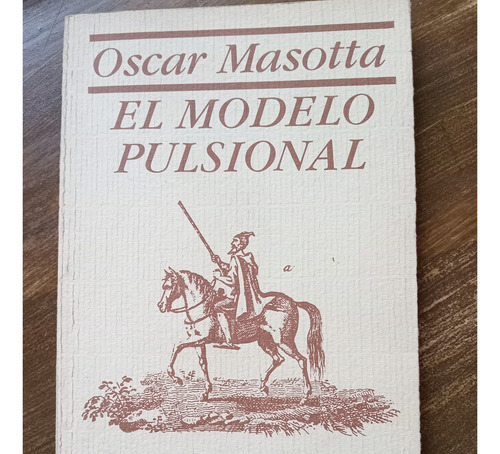 Oscar Masotta
EL MODELO
PULSIONAL
a